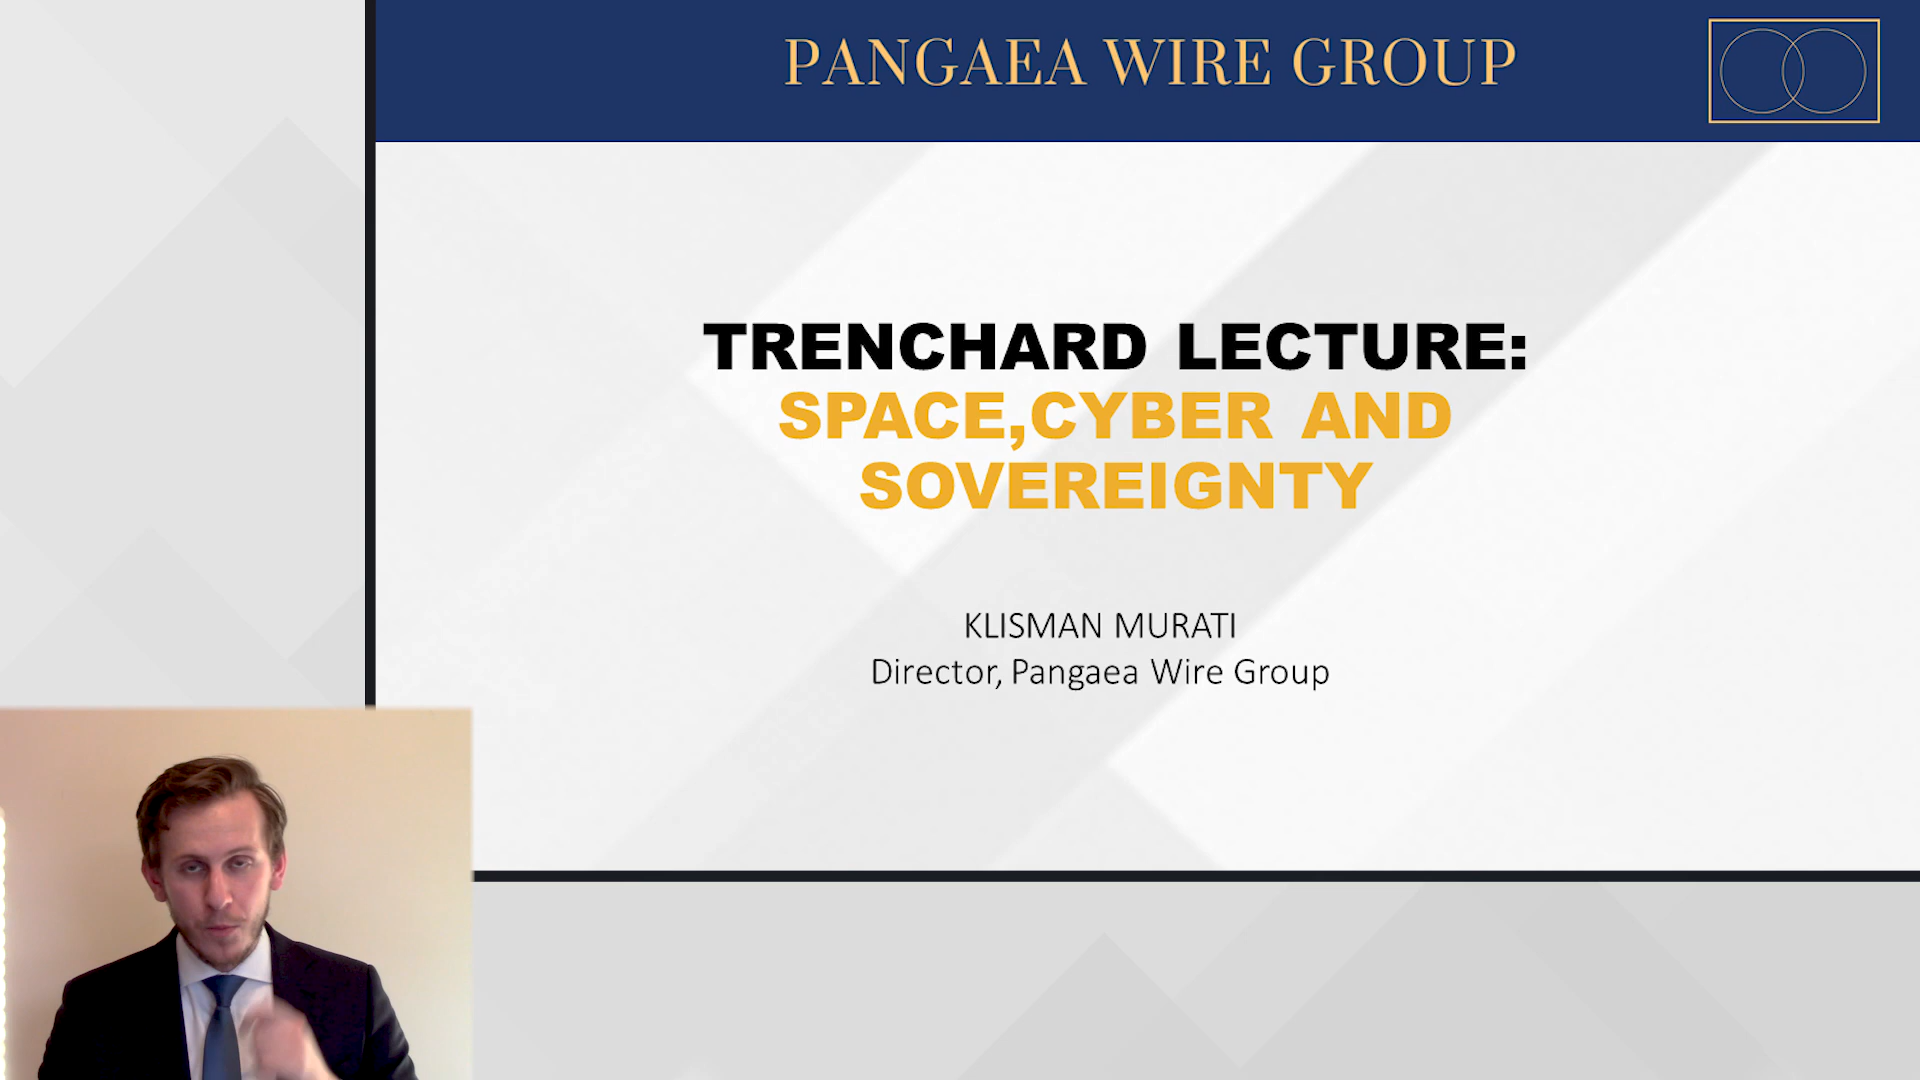 PANGAEA WIRE GROUP
TRENCHARD LECTURE:
SPACE,CYBER AND
SOVEREIGNTY
KLISMAN MURATI
Director, Pangaea Wire Group